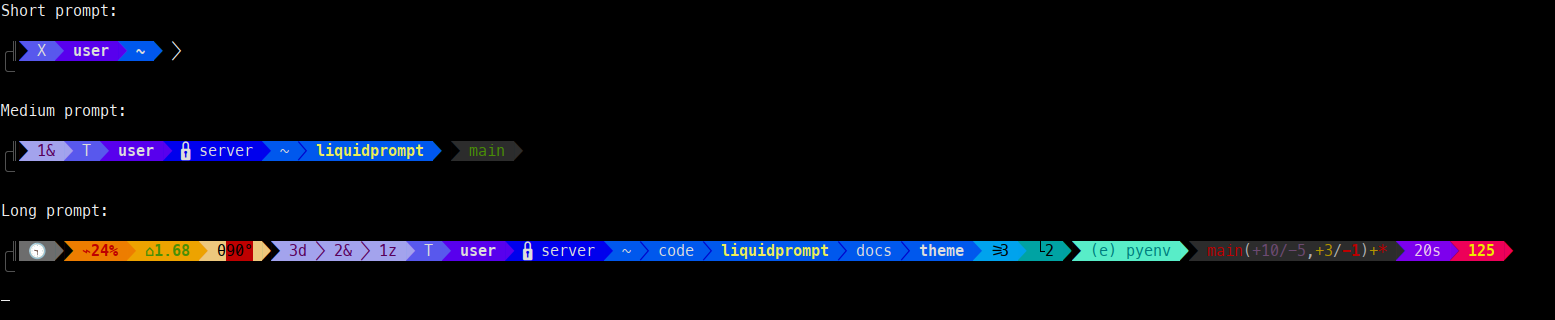 Short prompt:
X user ~
Medium prompt:
1& T user server ~ liquidprompt main
Long prompt:
⌁24% ⌂1.68 θ90° 3d 2& 1z T user server ~ code liquidprompt docs theme ≥3 └2 (e) pyenv main(+10/-5,+3/-1)+* 20s 125